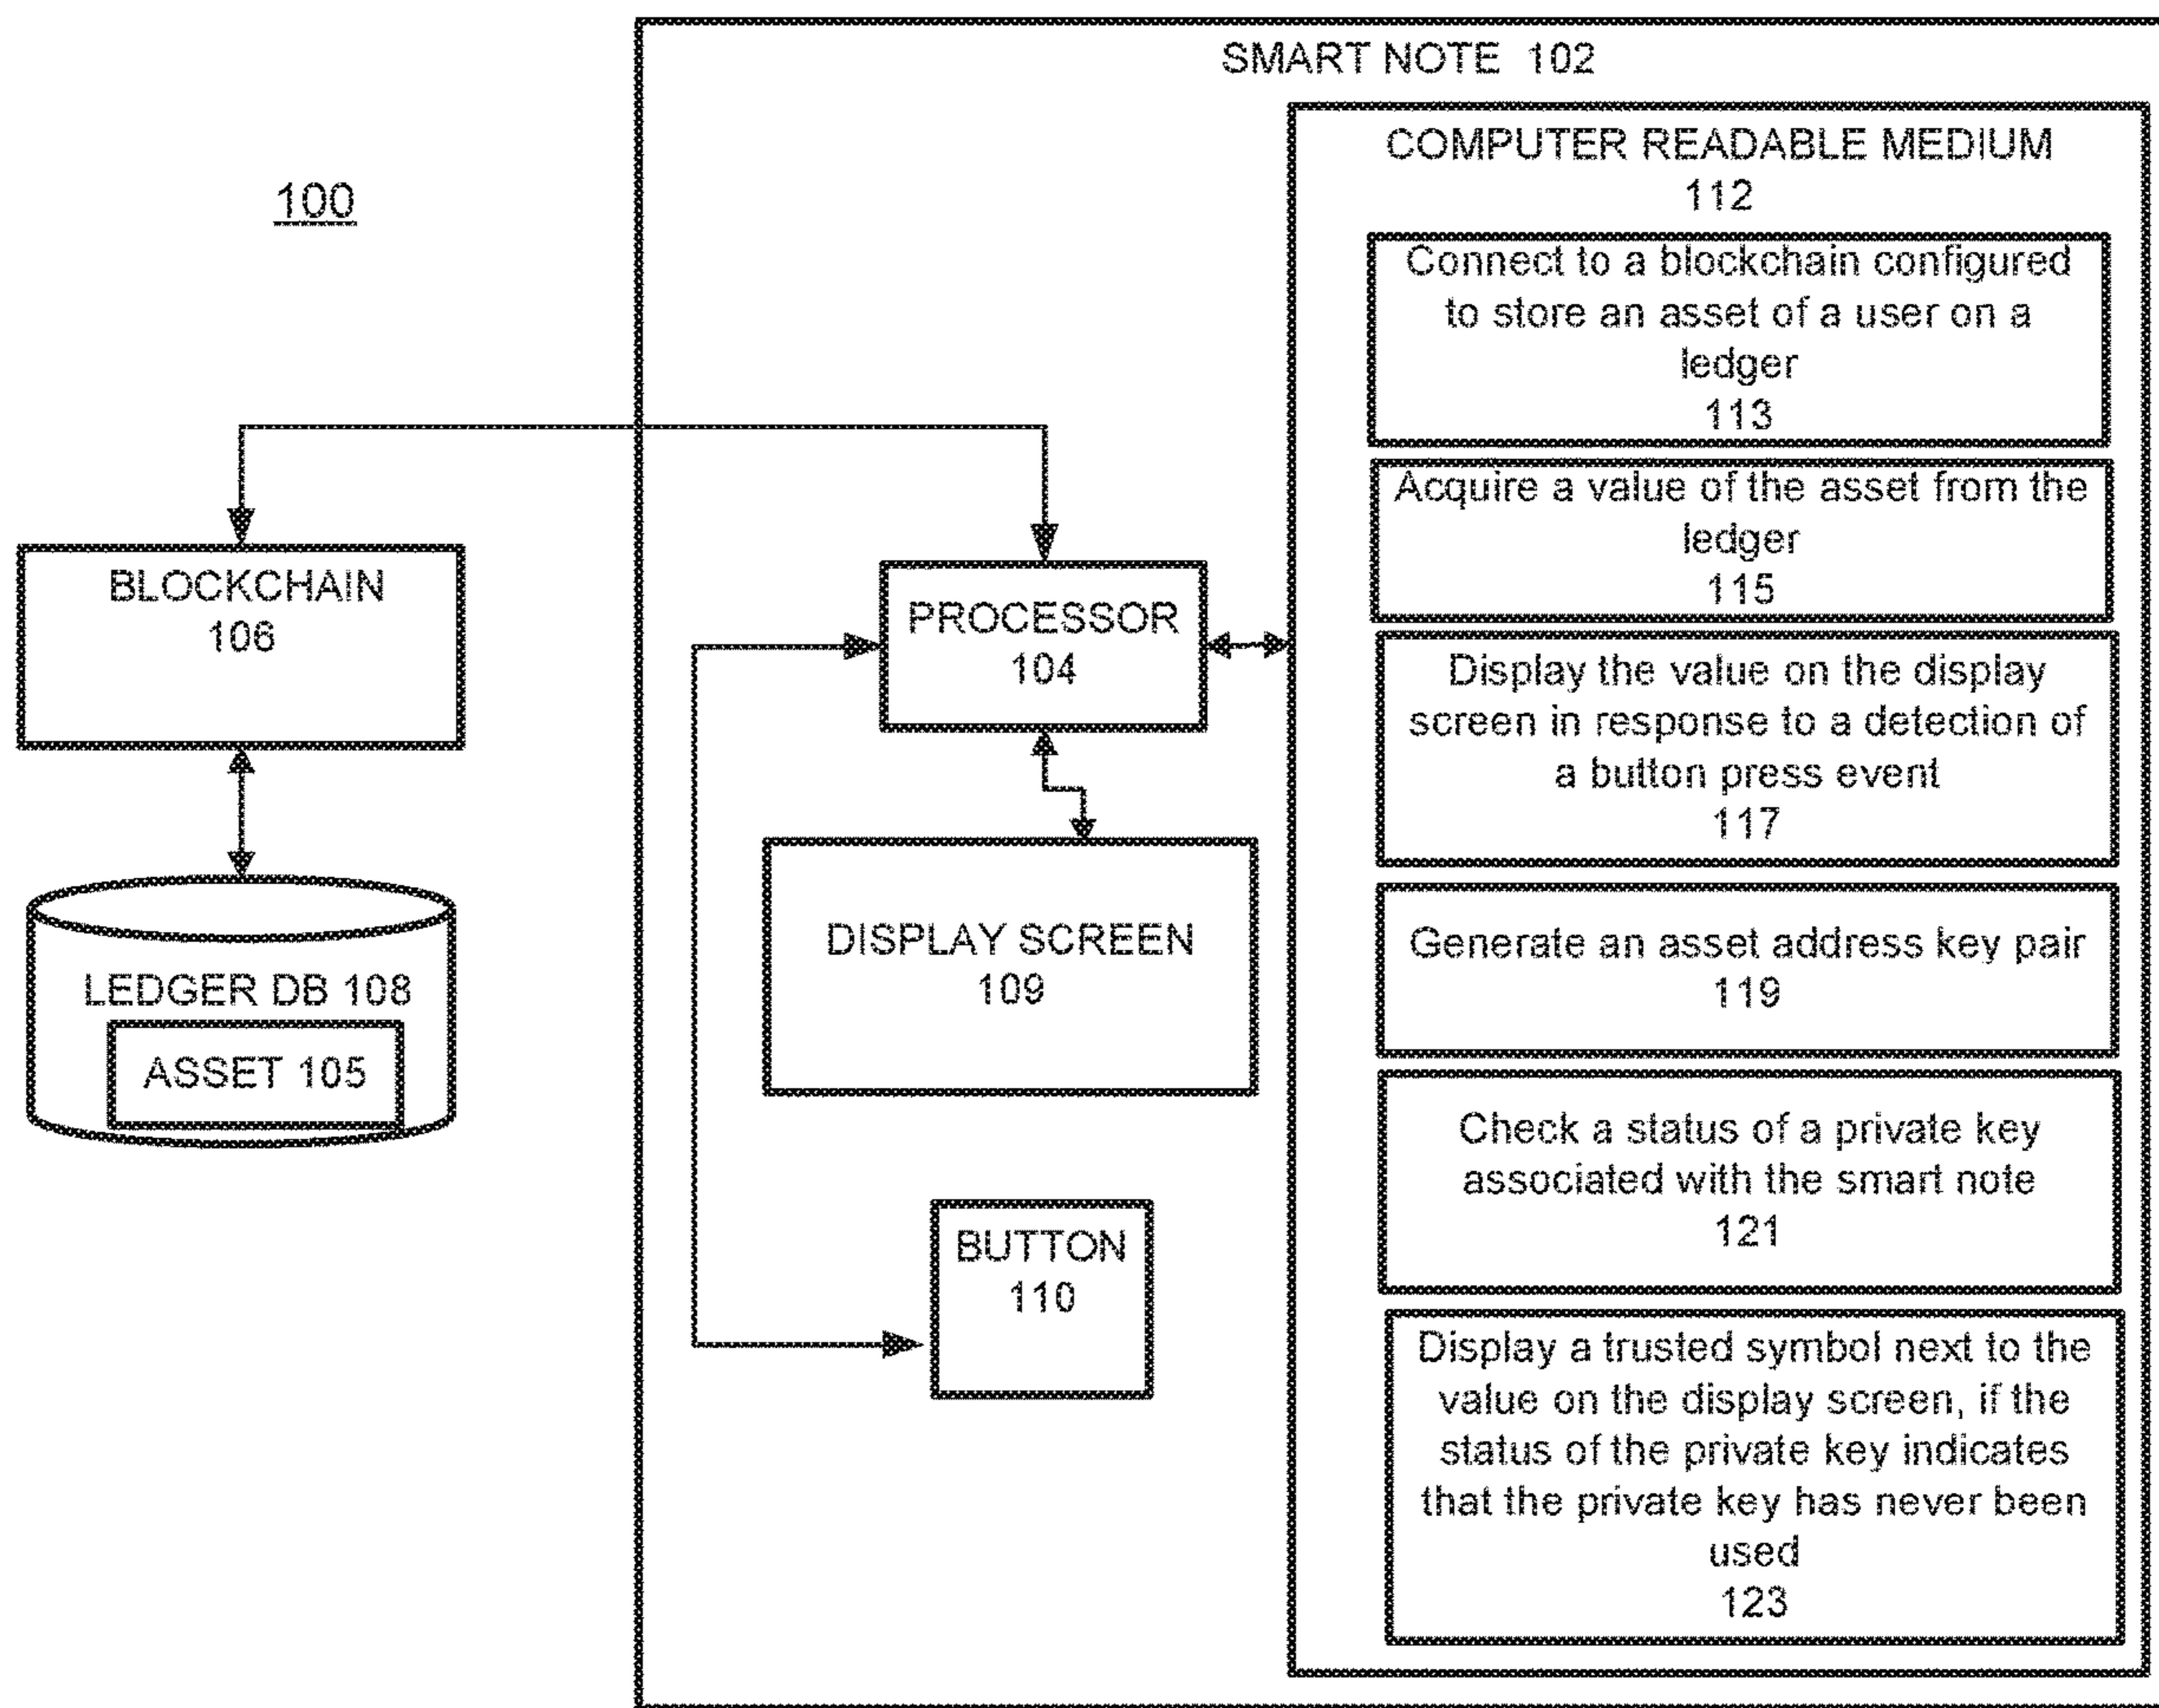 SMART NOTE 102
100
BLOCKCHAIN
106
LEDGER DB 108
ASSET 105
PROCESSOR
104
DISPLAY SCREEN
109
BUTTON
110
COMPUTER READABLE MEDIUM
112
Connect to a blockchain configured
to store an asset of a user on a
ledger
113
Acquire a value of the asset from the
ledger
115
Display the value on the display
screen in response to a detection of
a button press event
117
Generate an asset address key pair
119
Check a status of a private key
associated with the smart note
121
Display a trusted symbol next to the
value on the display screen, if the
status of the private key indicates
that the private key has never been
used
123